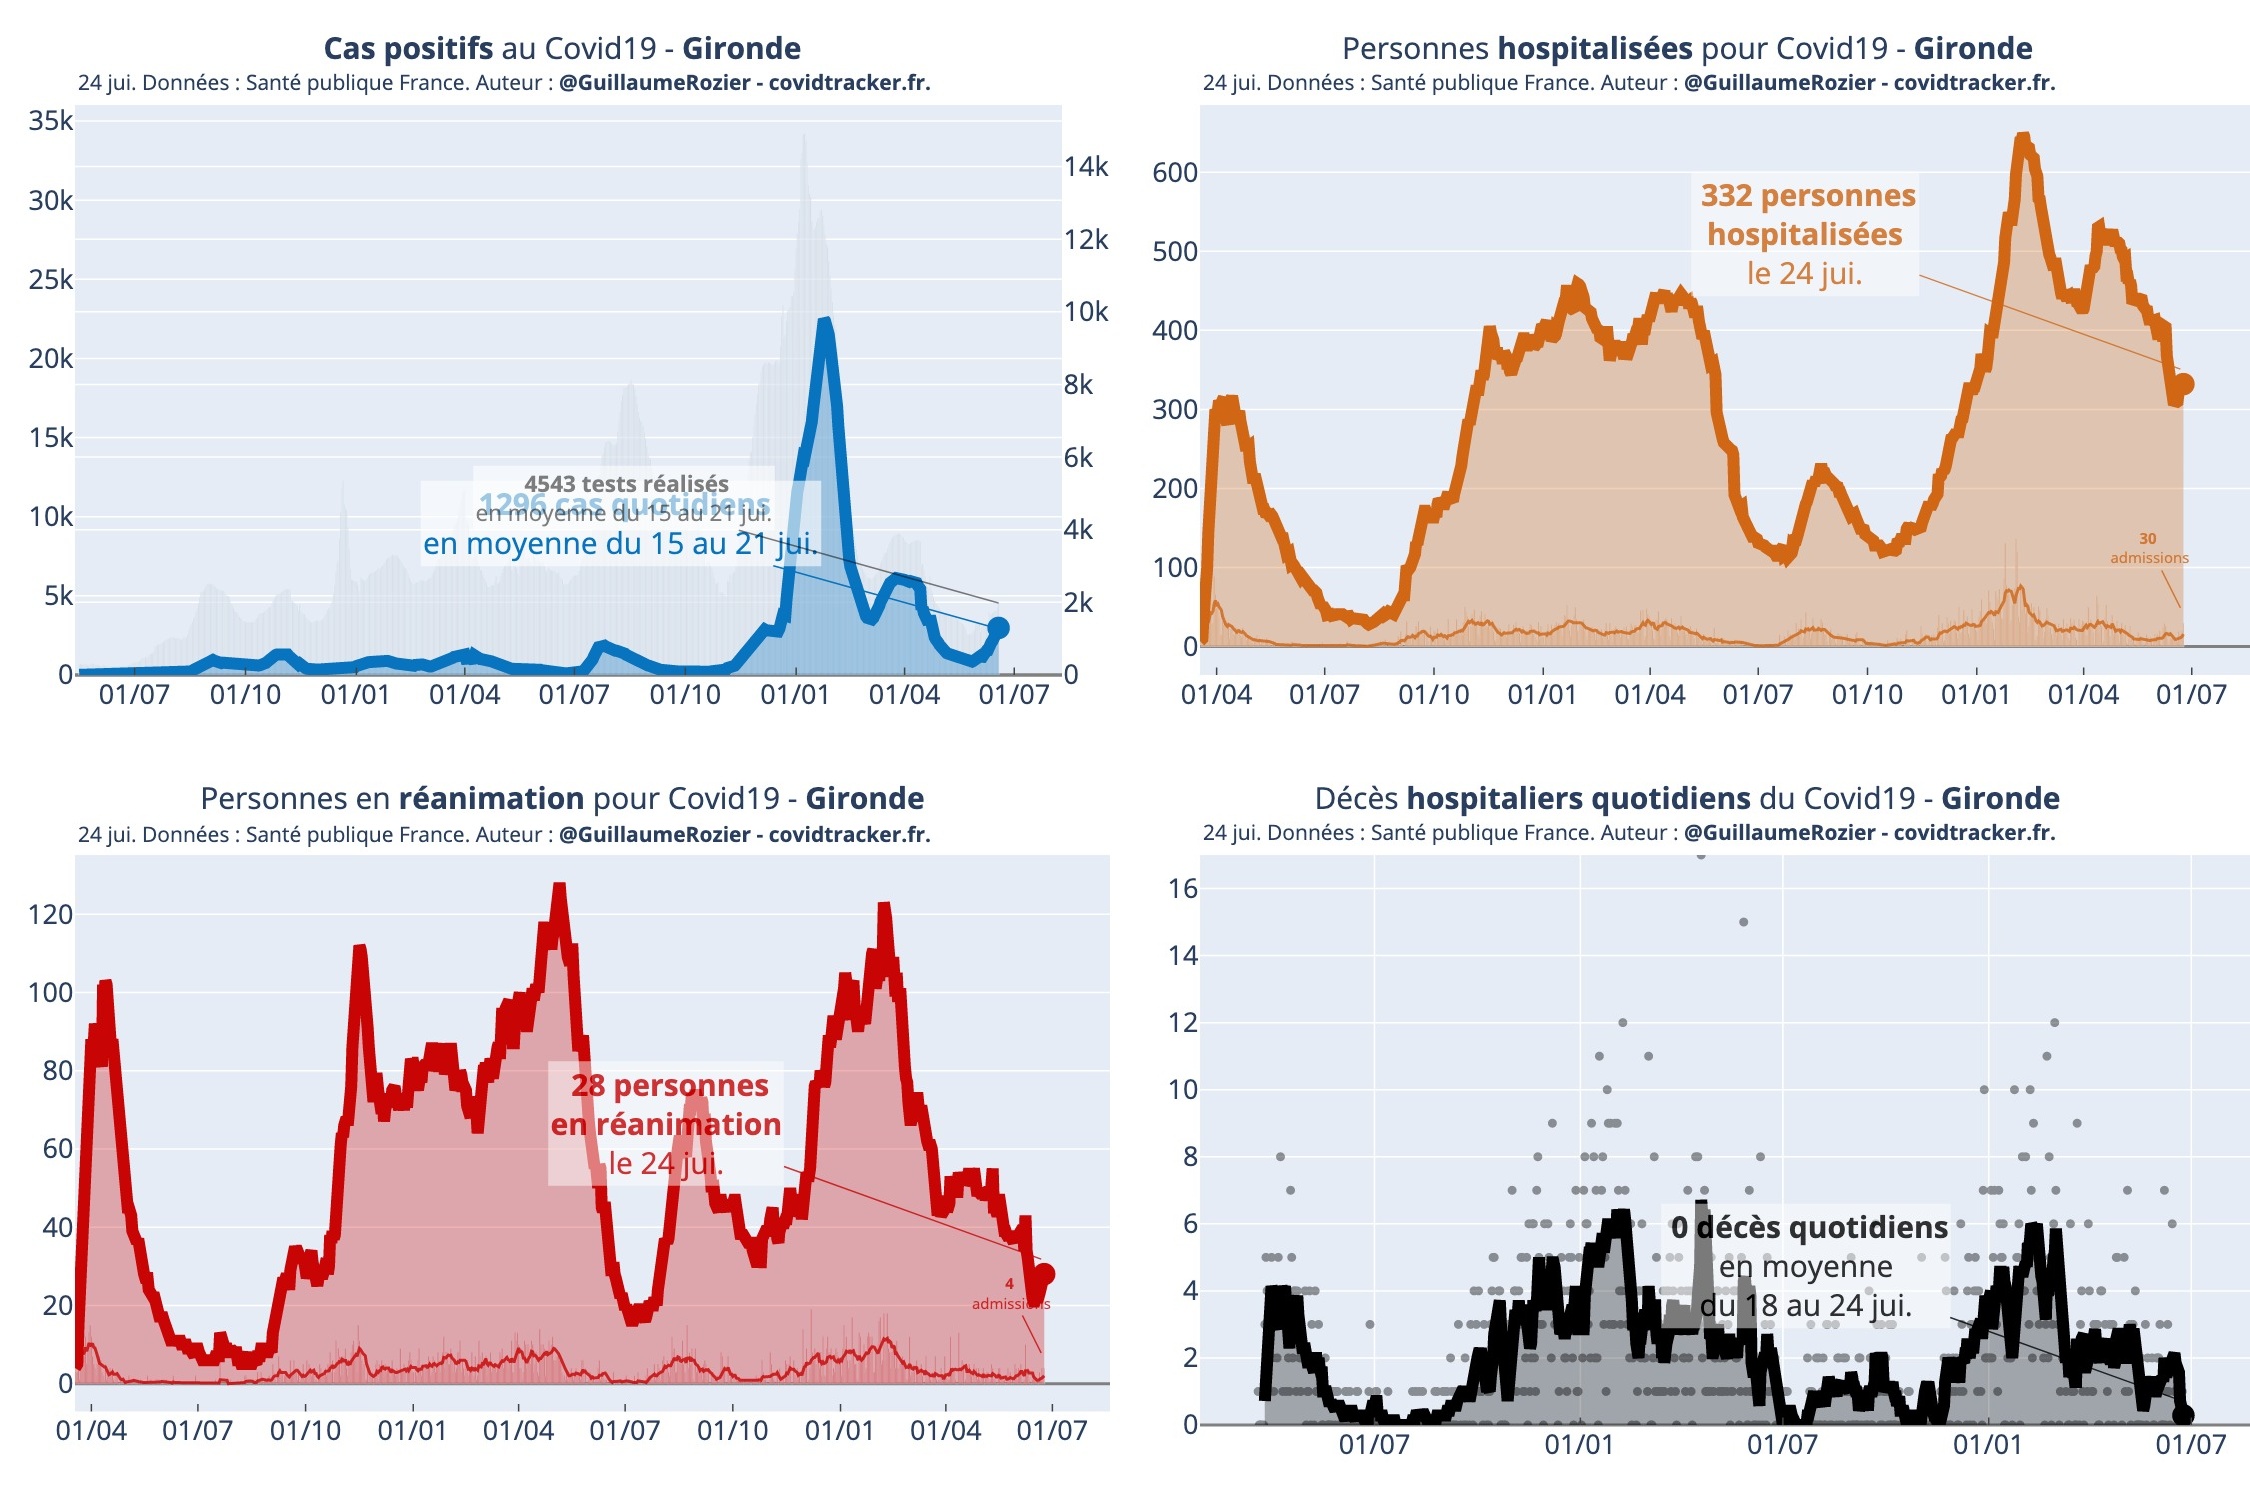 Cas positifs au Covid19 - Gironde
24 jui. Données : Santé publique France. Auteur : @GuillaumeRozier - covidtracker.fr.
35k
30k
25k
20k
15k
10k
5k
0
14k
12k
10k
8k
6k
4k
2k
0
4543 tests réalisés
en moyenne du 15 au 21 jui.
1296 cas quotidiens
en moyenne du 15 au 21 jui.
01/07 01/10 01/01 01/04 01/07 01/10 01/01 01/04 01/07
Personnes hospitalisées pour Covid19 - Gironde
24 jui. Données : Santé publique France. Auteur : @GuillaumeRozier - covidtracker.fr.
600
500
400
300
200
100
0
332 personnes
hospitalisées
le 24 jui.
30
admissions
01/04 01/07 01/10 01/01 01/04 01/07 01/10 01/01 01/04 01/07
Personnes en réanimation pour Covid19 - Gironde
24 jui. Données : Santé publique France. Auteur : @GuillaumeRozier - covidtracker.fr.
120
100
80
60
40
20
0
28 personnes
en réanimation
le 24 jui.
4
admissions
01/04 01/07 01/10 01/01 01/04 01/07 01/10 01/01 01/04 01/07
Décès hospitaliers quotidiens du Covid19 - Gironde
24 jui. Données : Santé publique France. Auteur : @GuillaumeRozier - covidtracker.fr.
16
14
12
10
8
6
4
2
0
0 décès quotidiens
en moyenne
du 18 au 24 jui.
01/07 01/01 01/07 01/01 01/07